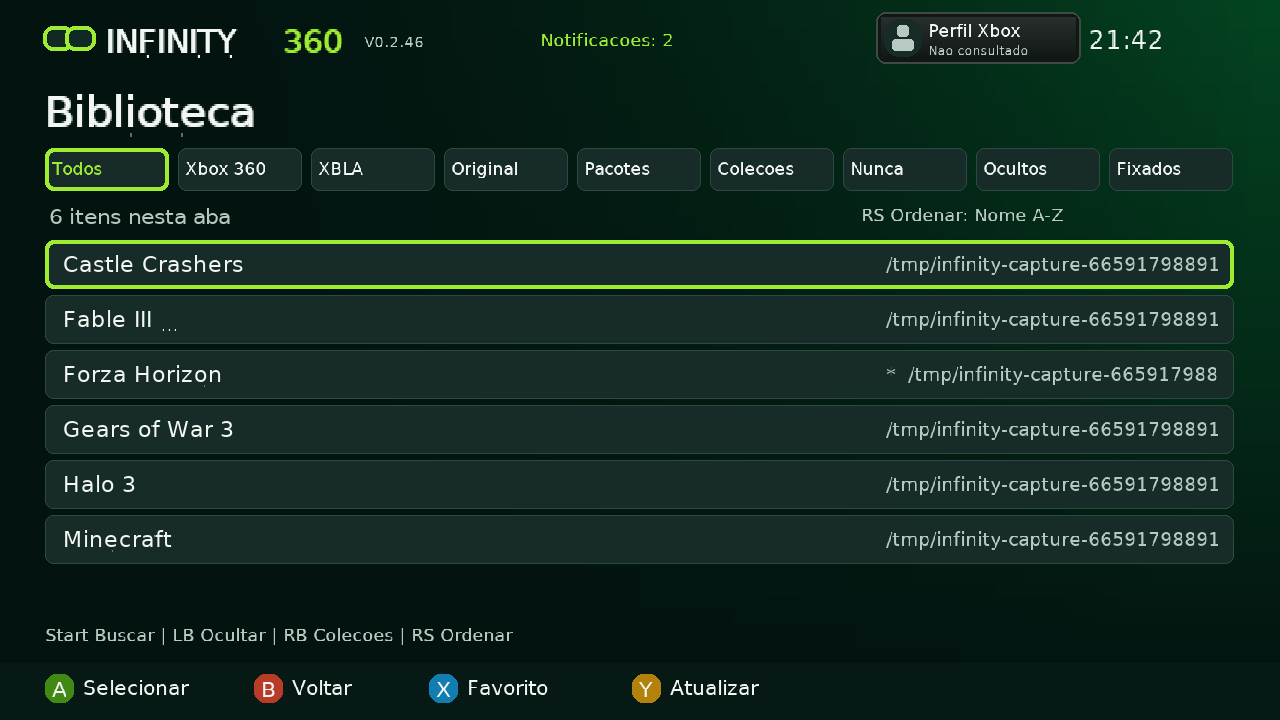 INFINITY 360 V0.2.46 Notificacoes: 2 Perfil Xbox 21:42
Nao consultado
Biblioteca
Todos Xbox 360 XBLA Original Pacotes Colecoes Nunca Ocultos Fixados
6 itens nesta aba RS Ordenar: Nome A-Z
Castle Crashers /tmp/infinity-capture-66591798891
Fable III ... /tmp/infinity-capture-66591798891
Forza Horizon * /tmp/infinity-capture-665917988
Gears of War 3 /tmp/infinity-capture-66591798891
Halo 3 /tmp/infinity-capture-66591798891
Minecraft /tmp/infinity-capture-66591798891
Start Buscar | LB Ocultar | RB Colecoes | RS Ordenar
A Selecionar B Voltar X Favorito Y Atualizar